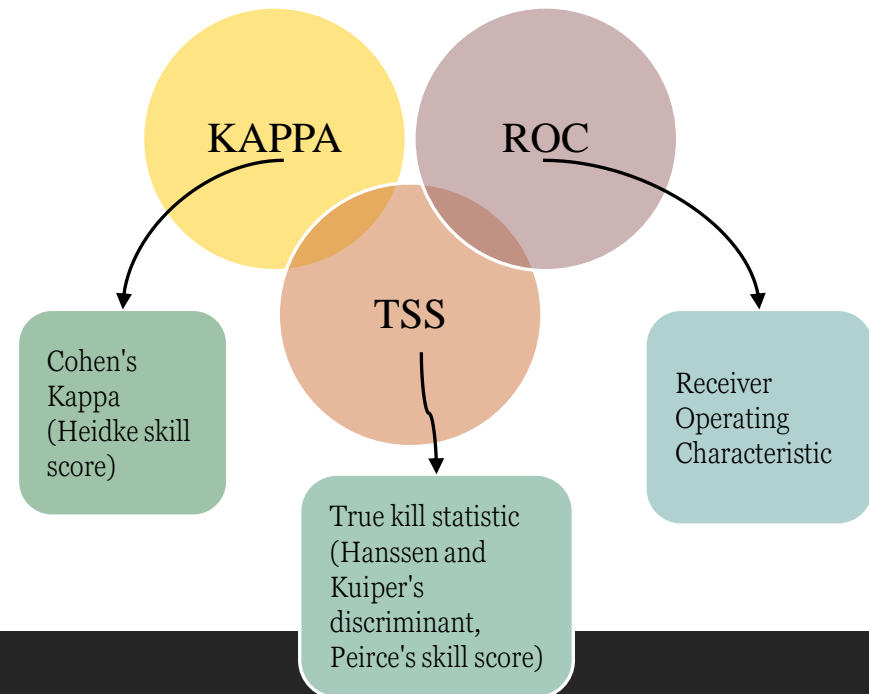 KAPPA
ROC
TSS
Cohen's
Kappa
(Heidke skill
score)
Receiver
Operating
Characteristic
True kill statistic
(Hanssen and
Kuiper's
discriminant,
Peirce's skill score)